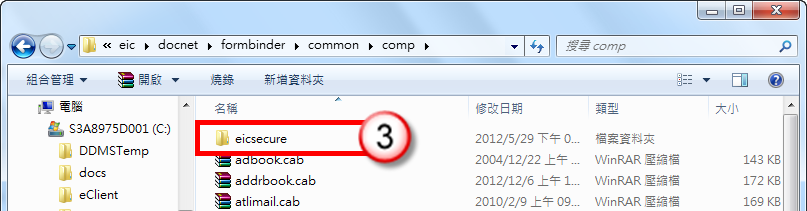 « eic ▸ docnet ▸ formbinder ▸ common ▸ comp ▸ 搜尋 comp
組合管理 ▼ 開啟 ▼ 燒錄 新增資料夾
電腦 名稱 修改日期 類型 大小
S3A8975D001 (C:)
eicsecure 3 2012/5/29 下午 0... 檔案資料夾
DDMSTemp adbook.cab 2004/12/22 上午 ... WinRAR 壓縮檔 143 KB
docs addrbook.cab 2012/12/6 上午 1... WinRAR 壓縮檔 172 KB
eClient atlimail.cab 2010/2/9 上午 09... WinRAR 壓縮檔 169 KB